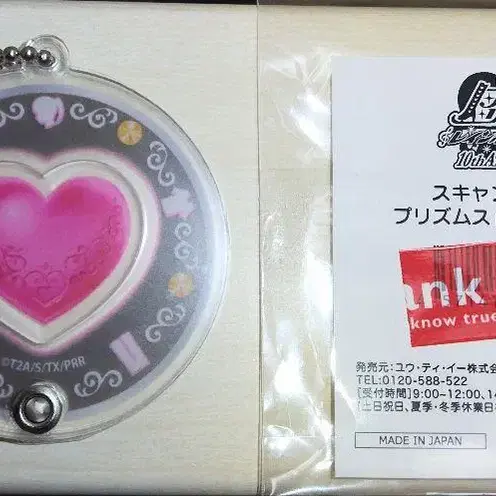 ©T2A/S/TX/PRR
10th
スキャン
プリズムス
ank
know true
発売元:ユウ・ティ・イー株式会
TEL:0120-588-522
[受付時間]9:00~12:00、
[土日祝日、夏季・冬季休業日
MADE IN JAPAN